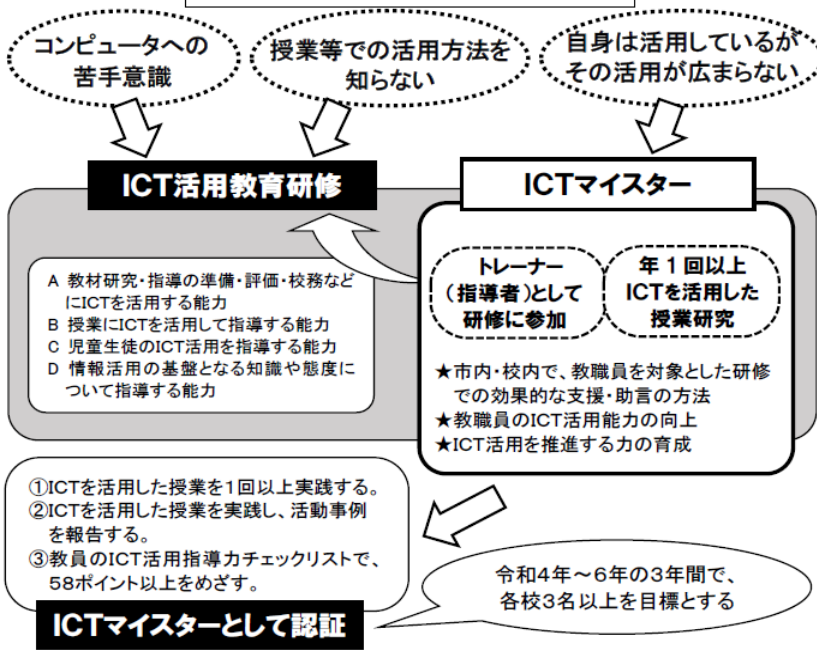 コンピュータへの
苦手意識
授業等での活用方法を
知らない
自身は活用しているが
その活用が広まらない
ICT活用教育研修
ICTマイスター
A 教材研究・指導の準備・評価・校務など
にICTを活用する能力
B 授業にICTを活用して指導する能力
C 児童生徒のICT活用を指導する能力
D 情報活用の基盤となる知識や態度に
ついて指導する能力
トレーナー
(指導者)として
研修に参加
年1回以上
ICTを活用した
授業研究
★市内・校内で、教職員を対象とした研修
での効果的な支援・助言の方法
★教職員のICT活用能力の向上
★ICT活用を推進する力の育成
①ICTを活用した授業を1回以上実践する。
②ICTを活用した授業を実践し、活動事例
を報告する。
③教員のICT活用指導力チェックリストで、
58ポイント以上をめざす。
ICTマイスターとして認証
令和4年～6年の3年間で、
各校3名以上を目標とする